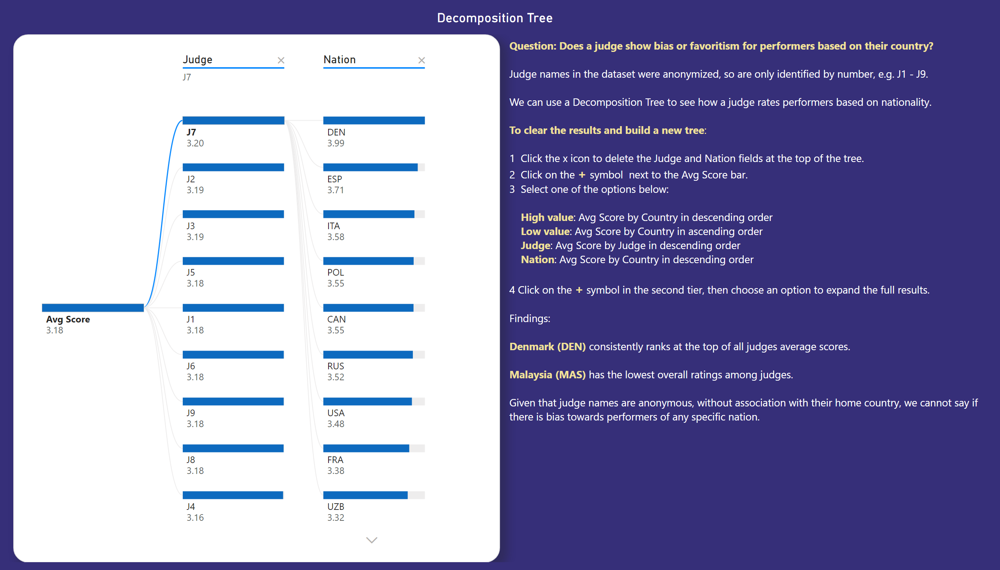 Decomposition Tree
Judge ×
J7
Nation ×
Avg Score
3.18
J7
3.20
J2
3.19
J3
3.19
J5
3.18
J1
3.18
J6
3.18
J9
3.18
J8
3.18
J4
3.16
DEN
3.99
ESP
3.71
ITA
3.58
POL
3.55
CAN
3.55
RUS
3.52
USA
3.48
FRA
3.38
UZB
3.32
Question: Does a judge show bias or favoritism for performers based on their country?
Judge names in the dataset were anonymized, so are only identified by number, e.g. J1 - J9.
We can use a Decomposition Tree to see how a judge rates performers based on nationality.
To clear the results and build a new tree:
1 Click the x icon to delete the Judge and Nation fields at the top of the tree.
2 Click on the + symbol next to the Avg Score bar.
3 Select one of the options below:
High value: Avg Score by Country in descending order
Low value: Avg Score by Country in ascending order
Judge: Avg Score by Judge in descending order
Nation: Avg Score by Country in descending order
4 Click on the + symbol in the second tier, then choose an option to expand the full results.
Findings:
Denmark (DEN) consistently ranks at the top of all judges average scores.
Malaysia (MAS) has the lowest overall ratings among judges.
Given that judge names are anonymous, without association with their home country, we cannot say if
there is bias towards performers of any specific nation.